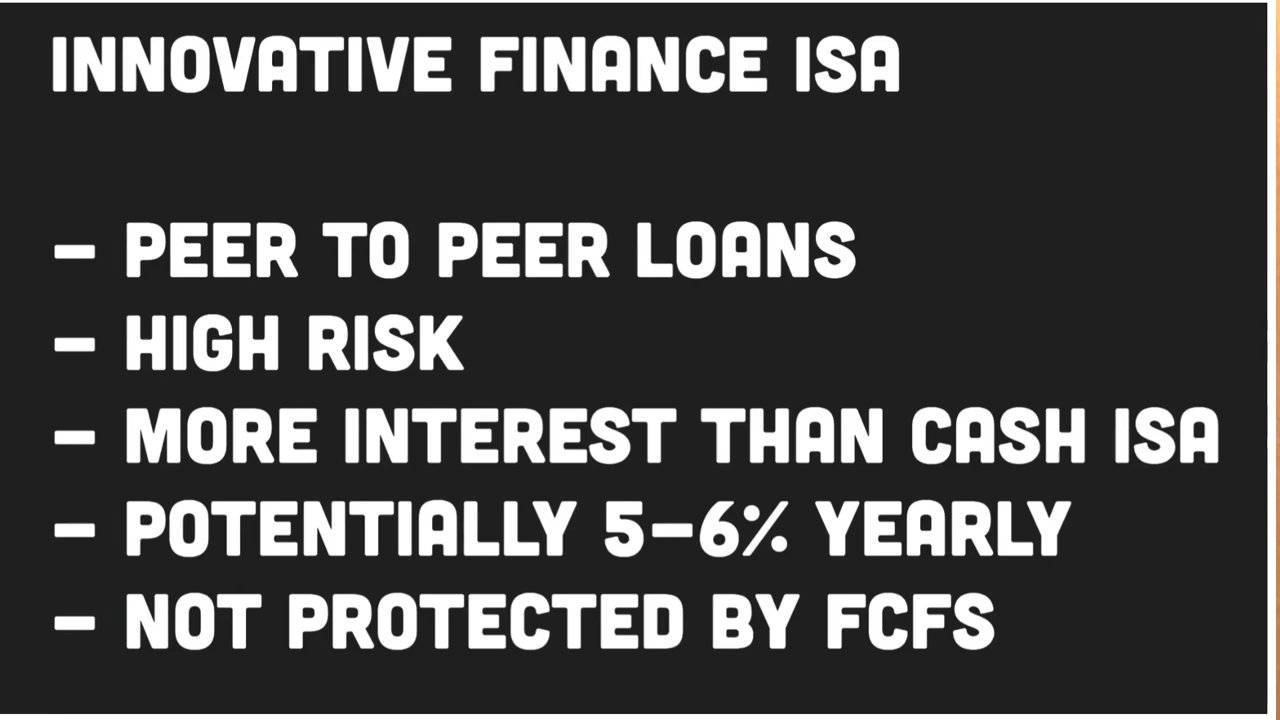 INNOVATIVE FINANCE ISA
- PEER TO PEER LOANS
- HIGH RISK
- MORE INTEREST THAN CASH ISA
- POTENTIALLY 5-6% YEARLY
- NOT PROTECTED BY FCFS